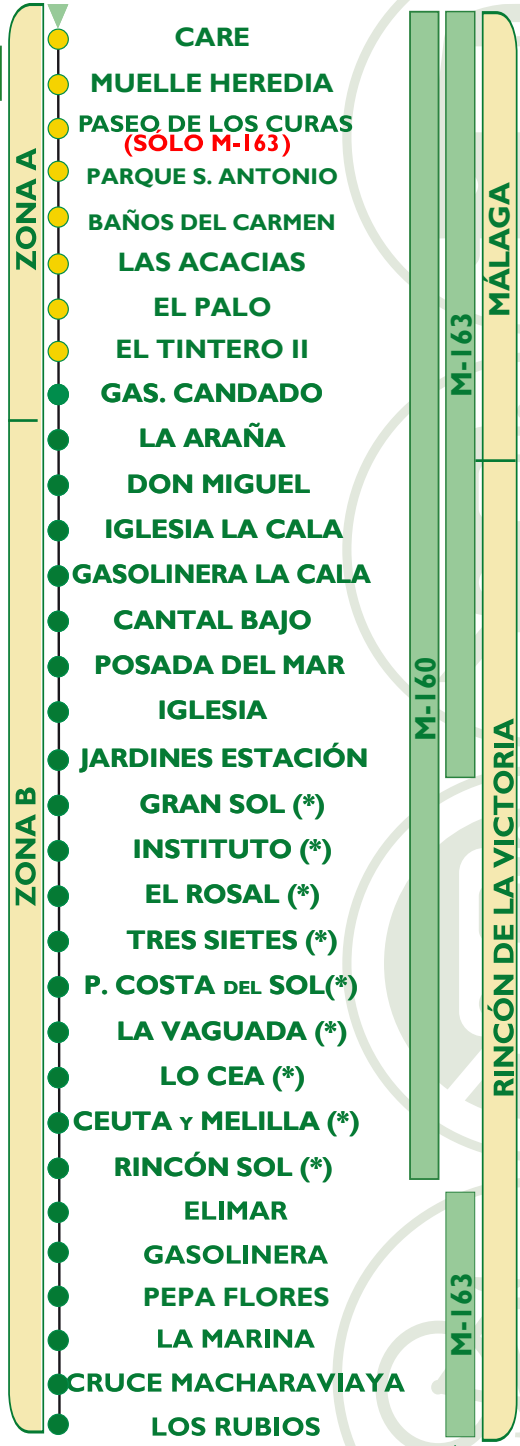 CARE
MUELLE HEREDIA
PASEO DE LOS CURAS
(SÓLO M-163)
PARQUE S. ANTONIO
BAÑOS DEL CARMEN
LAS ACACIAS
EL PALO
EL TINTERO II
GAS. CANDADO
LA ARAÑA
DON MIGUEL
IGLESIA LA CALA
GASOLINERA LA CALA
CANTAL BAJO
POSADA DEL MAR
IGLESIA
JARDINES ESTACIÓN
GRAN SOL (*)
INSTITUTO (*)
EL ROSAL (*)
TRES SIETES (*)
P. COSTA DEL SOL(*)
LA VAGUADA (*)
LO CEA (*)
CEUTA Y MELILLA (*)
RINCÓN SOL (*)
ELIMAR
GASOLINERA
PEPA FLORES
LA MARINA
CRUCE MACHARAVIAYA
LOS RUBIOS
ZONA A
ZONA B
M-160
M-163
M-163
MÁLAGA
RINCÓN DE LA VICTORIA